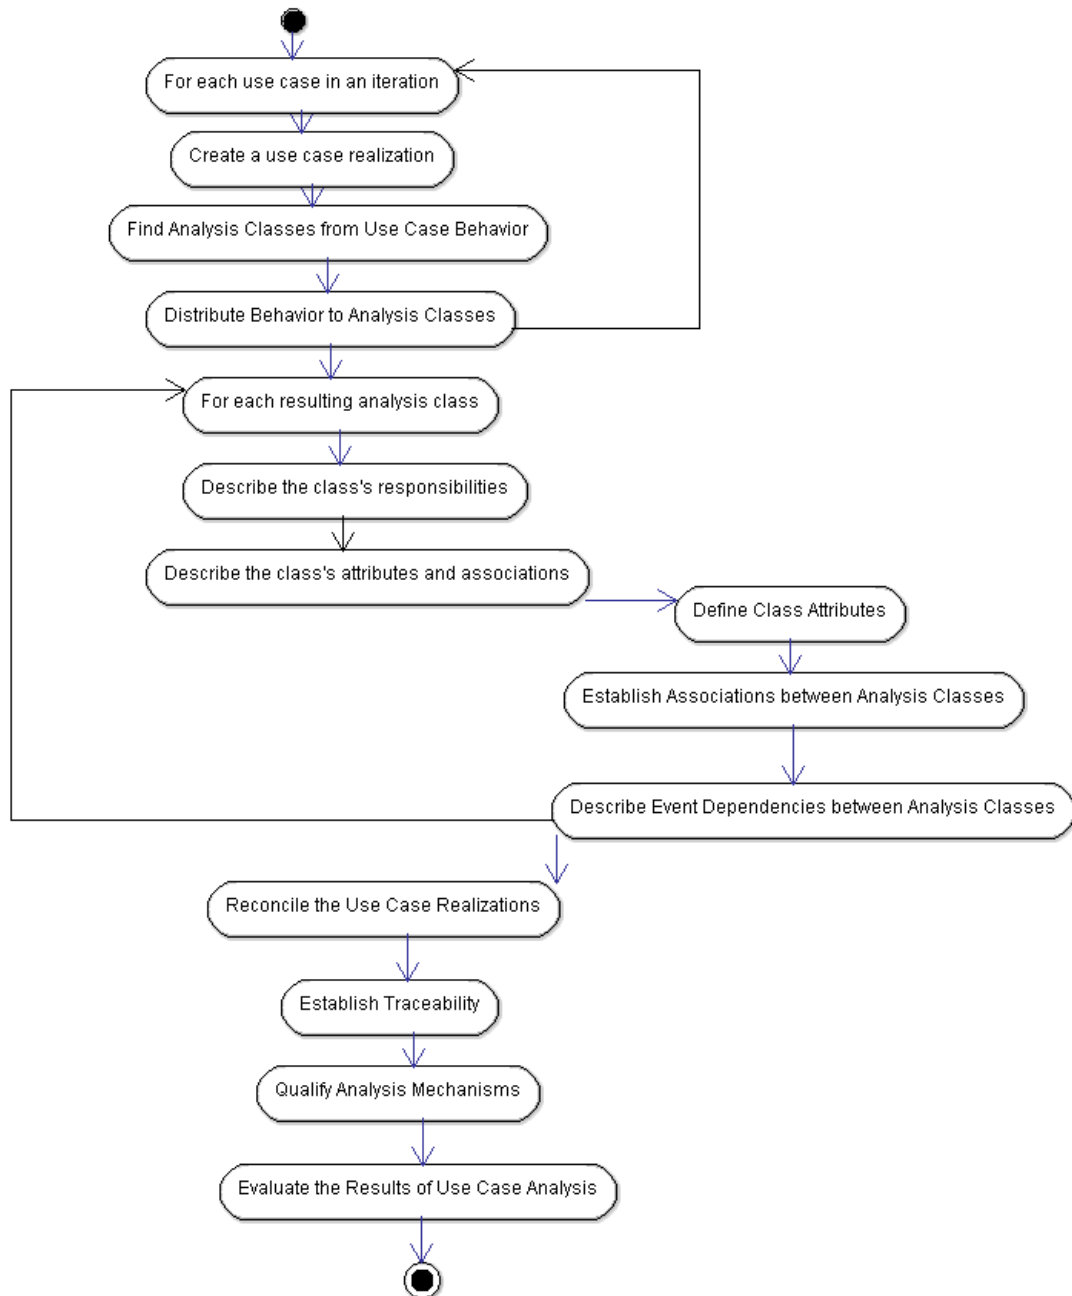 For each use case in an iteration
Create a use case realization
Find Analysis Classes from Use Case Behavior
Distribute Behavior to Analysis Classes
For each resulting analysis class
Describe the class's responsibilities
Describe the class's attributes and associations
Define Class Attributes
Establish Associations between Analysis Classes
Describe Event Dependencies between Analysis Classes
Reconcile the Use Case Realizations
Establish Traceability
Qualify Analysis Mechanisms
Evaluate the Results of Use Case Analysis